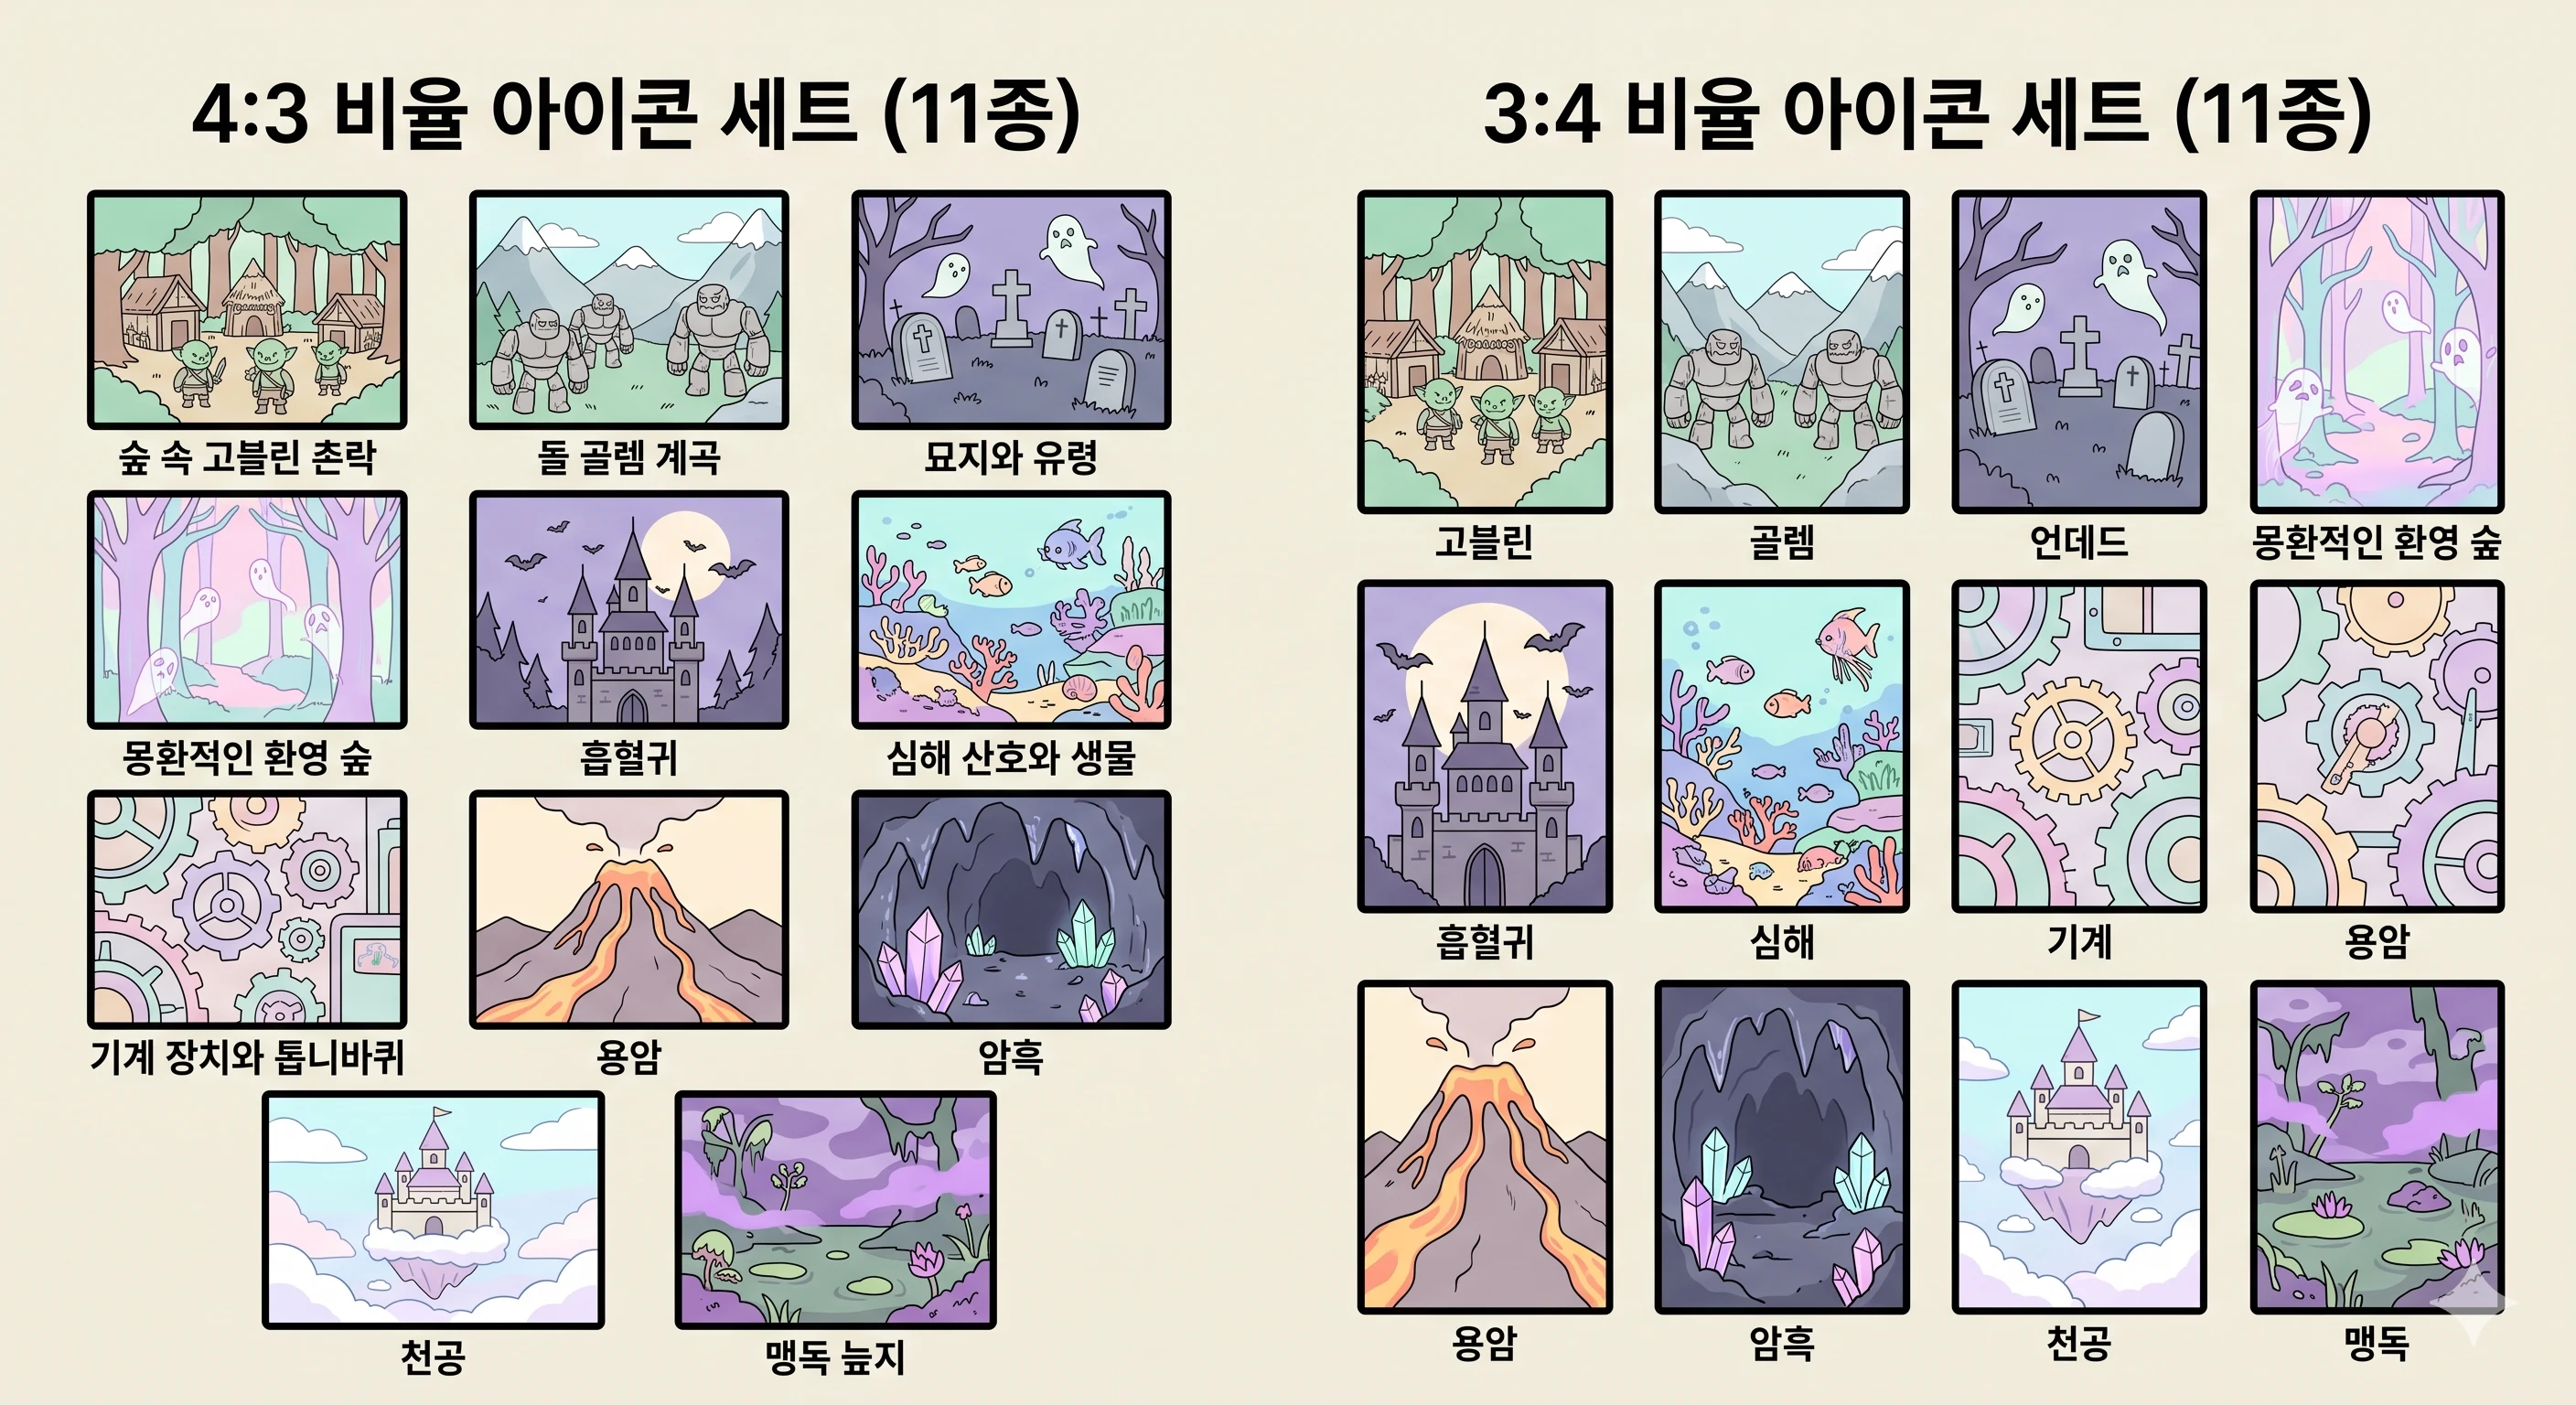 4:3 비율 아이콘 세트 (11종)
숲 속 고블린 촌락
돌 골렘 계곡
묘지와 유령
몽환적인 환영 숲
흡혈귀
심해 산호와 생물
기계 장치와 톱니바퀴
용암
암흑
천공
맹독 늪지
3:4 비율 아이콘 세트 (11종)
고블린
골렘
언데드
몽환적인 환영 숲
흡혈귀
심해
기계
용암
용암
암흑
천공
맹독